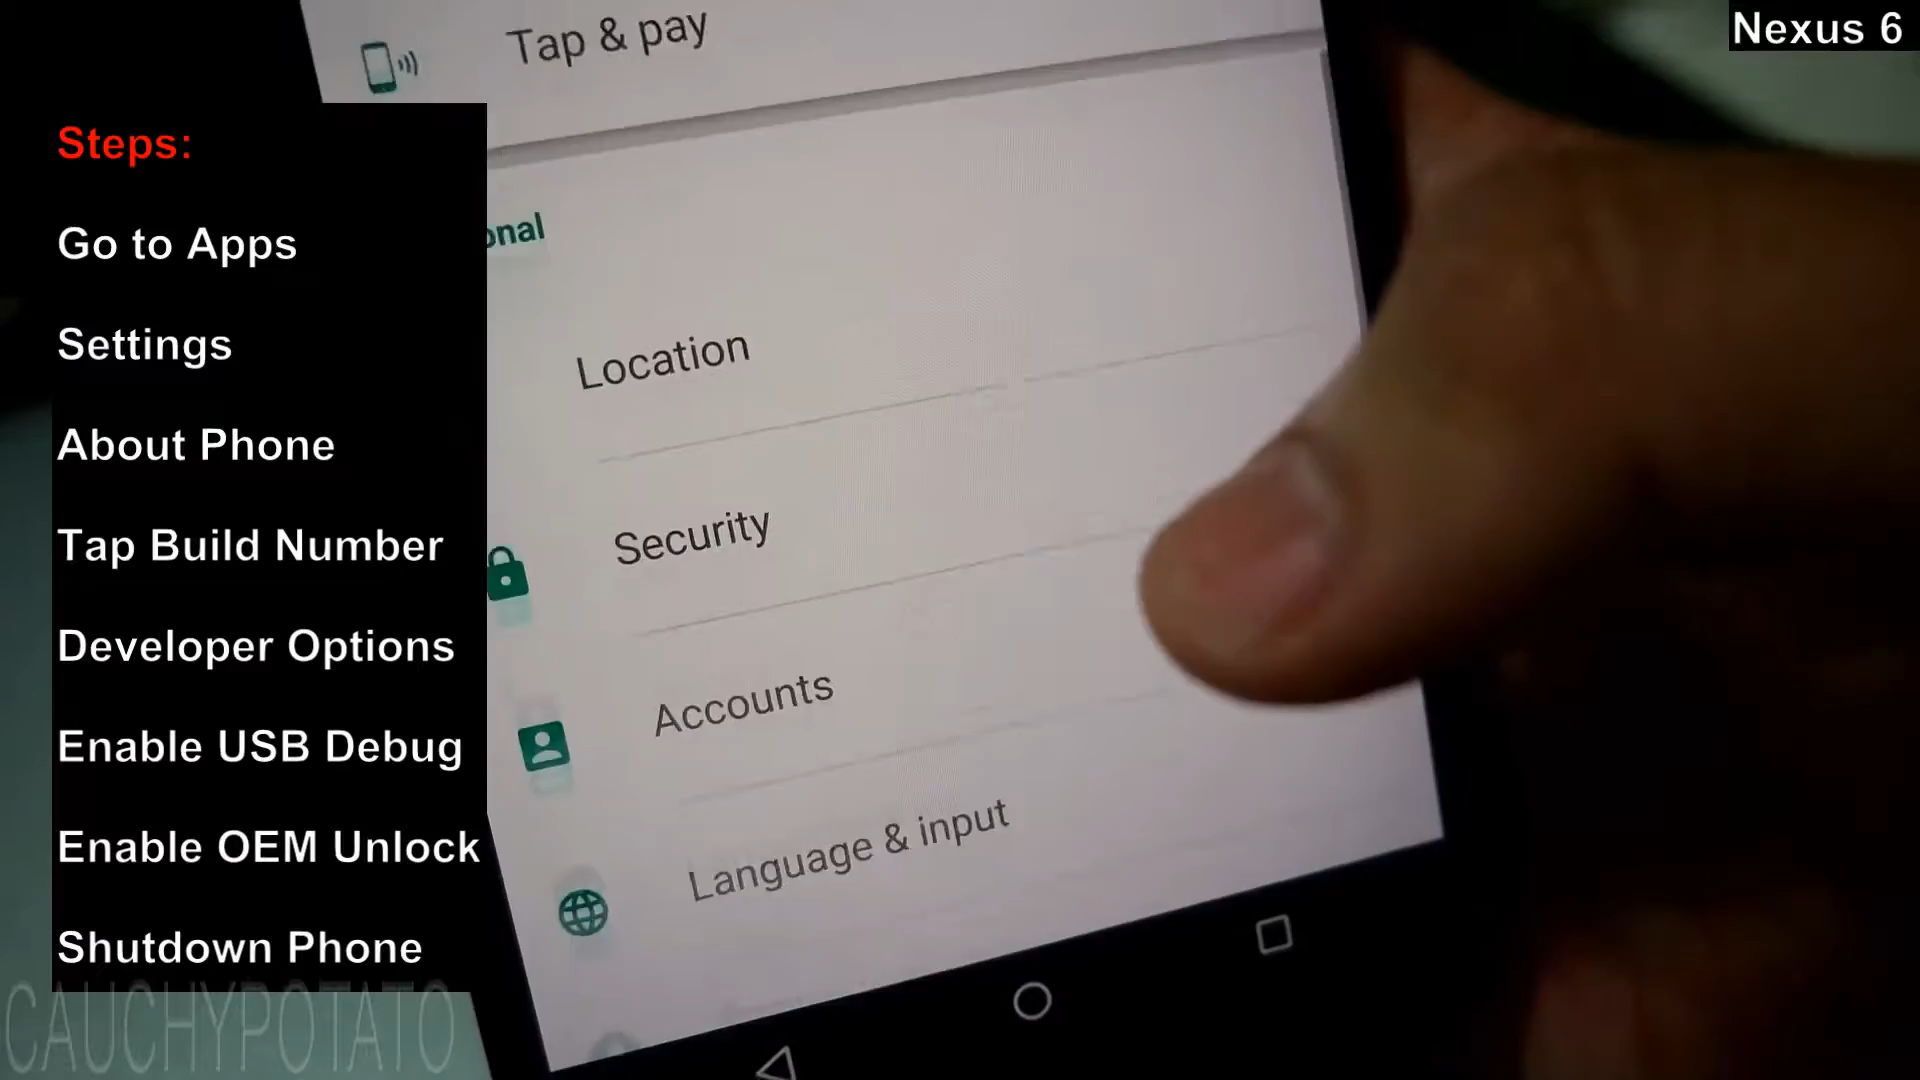 Nexus 6
Tap & pay
Steps:
Go to Apps
Settings
About Phone
Tap Build Number
Developer Options
Enable USB Debug
Enable OEM Unlock
Shutdown Phone
onal
Location
Security
Accounts
Language & input
CAUCHYPOTATO